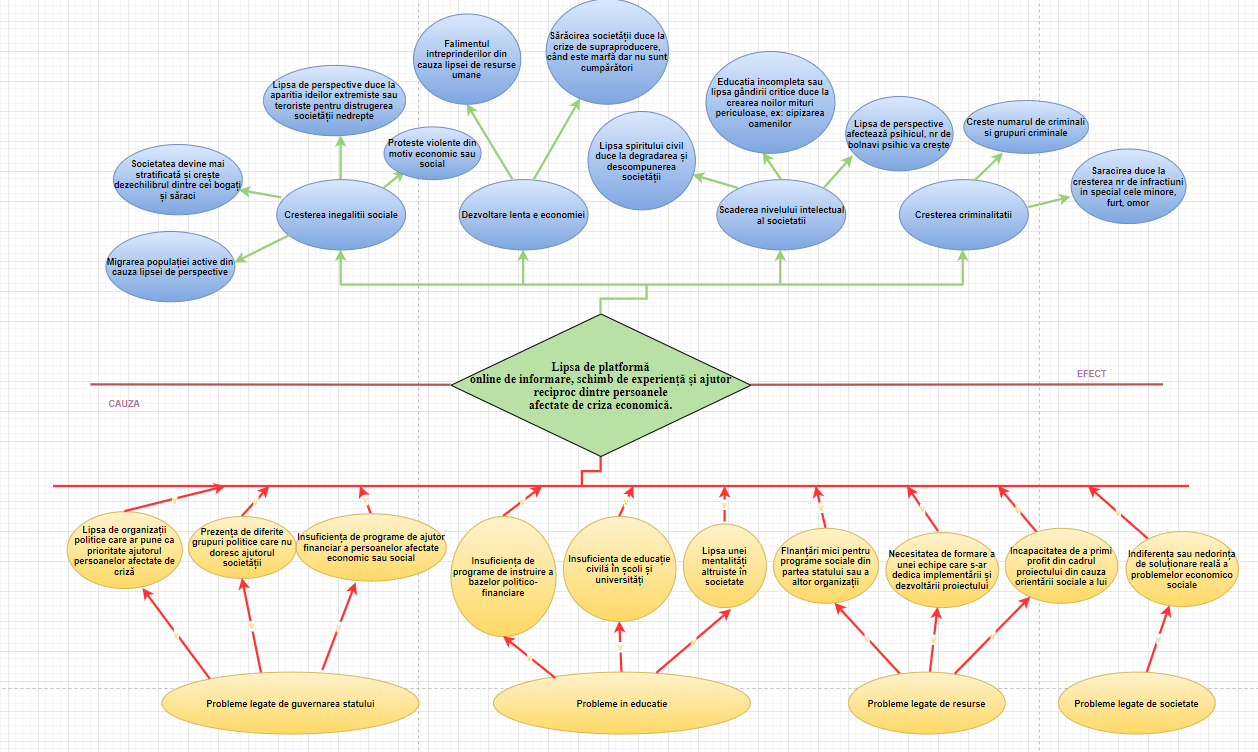 Falimentul
intreprinderilor din
cauza lipsei de resurse
umane
Sărăcirea societății duce la
crize de supraproducere,
când este marfă dar nu sunt
cumpărători
Lipsa de perspective duce la
aparitia ideilor extremiste sau
teroriste pentru distrugerea
societății nedrepte
Educatia incompleta sau
lipsa gândirii critice duce la
crearea noilor mituri
periculoase, ex: cipizarea
oamenilor
Lipsa de perspective
afectează psihicul, nr de
bolnavi psihic va crește
Creste numarul de criminali
si grupuri criminale
Proteste violente din
motiv economic sau
social
Lipsa spiritului civil
duce la degradarea și
descompunerea
societății
Societatea devine mai
stratificată și crește
dezechilibrul dintre cei bogați
și săraci
Saracirea duce la
cresterea nr de infractiuni
in special cele minore,
furt, omor
Cresterea inegalitii sociale
Dezvoltare lenta e economiei
Scaderea nivelului intelectual
al societatii
Cresterea criminalitatii
Migrarea populației active din
cauza lipsei de perspective
Lipsa de platformă
online de informare, schimb de experiență și ajutor
reciproc dintre persoanele
afectate de criza economică.
EFECT
CAUZA
Lipsa de organizații
politice care ar pune ca
prioritate ajutorul
persoanelor afectate de
criză
Prezența de diferite
grupuri politice care nu
doresc ajutorul
societății
Insuficiența de programe de ajutor
financiar a persoanelor afectate
economic sau social
Insuficiența de
programe de instruire a
bazelor politico-
financiare
Insuficiența de educație
civilă în școli și
universități
Lipsa unei
mentalități
altruiste în
societate
FInanțări mici pentru
programe sociale din
partea statului sau a
altor organizații
Necesitatea de formare a
unei echipe care s-ar
dedica implementării și
dezvoltării proiectului
Incapacitatea de a primi
profit din cadrul
proiectului din cauza
orientării sociale a lui
Indiferența sau nedorința
de soluționare reală a
problemelor economico
sociale
Probleme legate de guvernarea statului
Probleme in educatie
Probleme legate de resurse
Probleme legate de societate